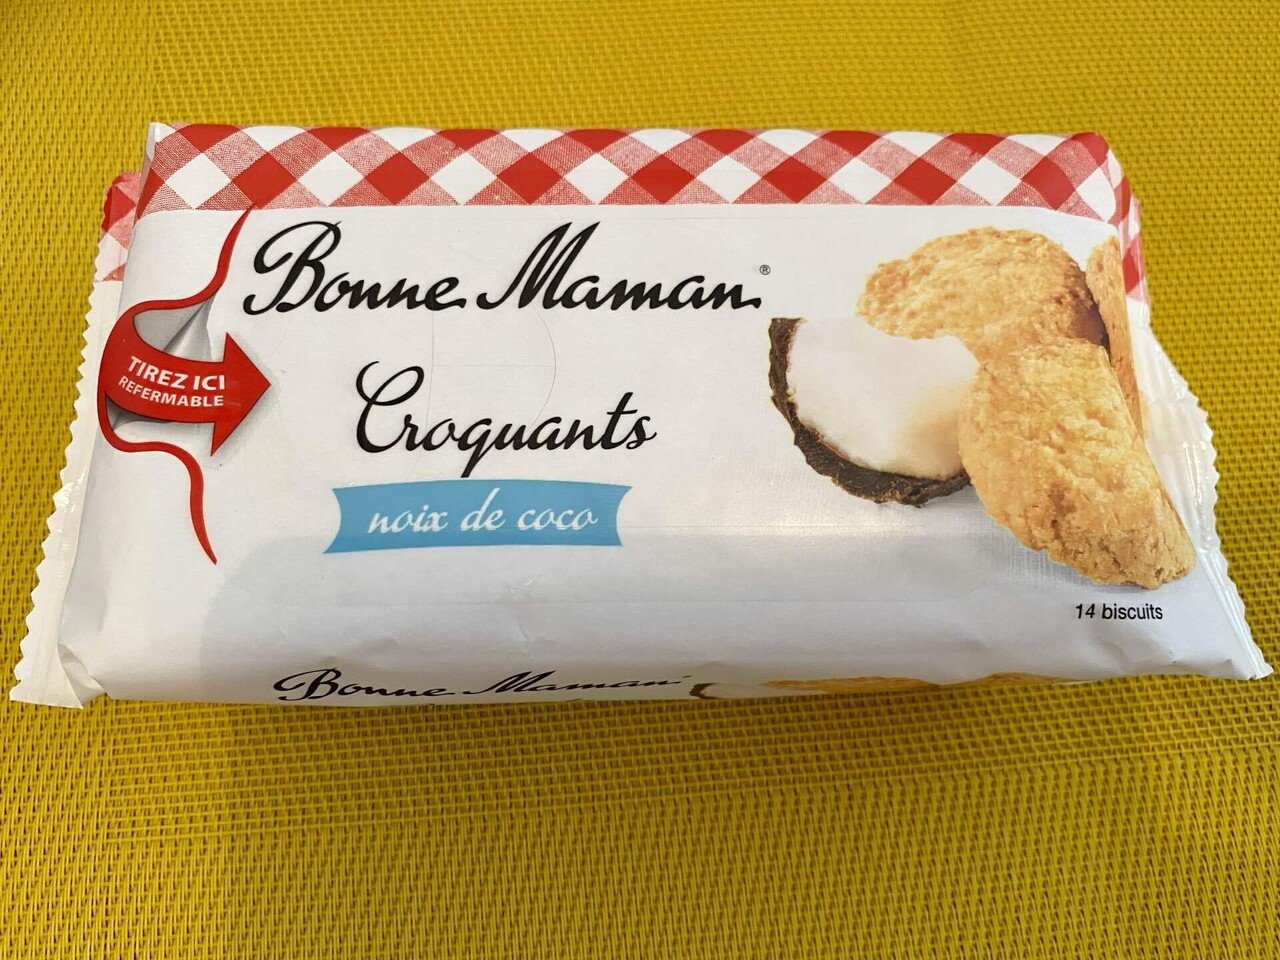 Bonne Maman®
TIREZ ICI
REFERMABLE
Croquants
noix de coco
14 biscuits
Bonne Maman